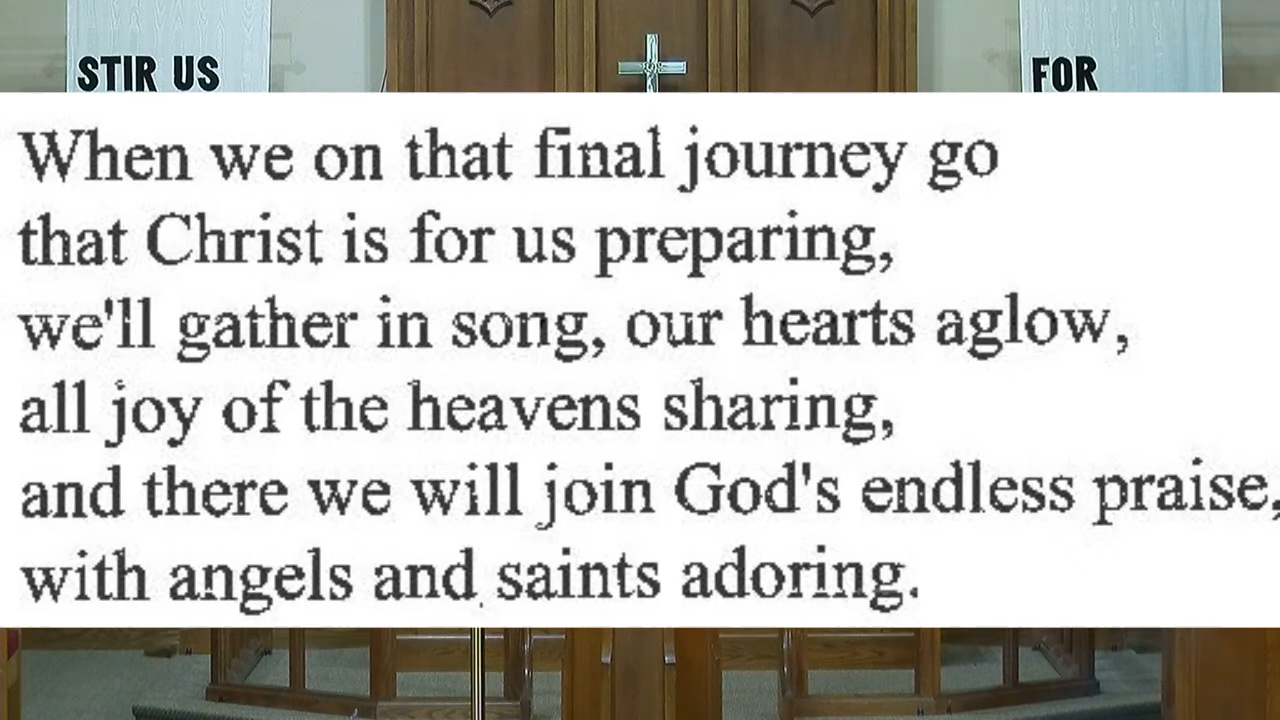 STIR US
FOR
When we on that final journey go
that Christ is for us preparing,
we'll gather in song, our hearts aglow,
all joy of the heavens sharing,
and there we will join God's endless praise,
with angels and saints adoring.